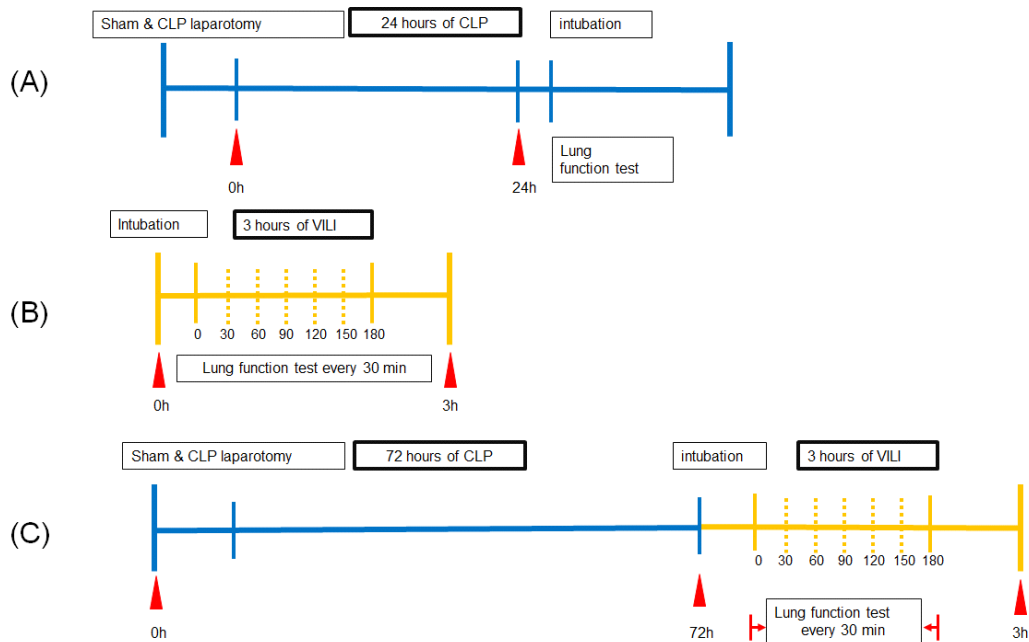 Sham & CLP laparotomy
24 hours of CLP
intubation
(A)
Lung
function test
0h
24h
Intubation
3 hours of VILI
(B)
0 30 60 90 120 150 180
Lung function test every 30 min
0h
3h
Sham & CLP laparotomy
72 hours of CLP
intubation
3 hours of VILI
(C)
0 30 60 90 120 150 180
Lung function test
every 30 min
0h
72h
3h